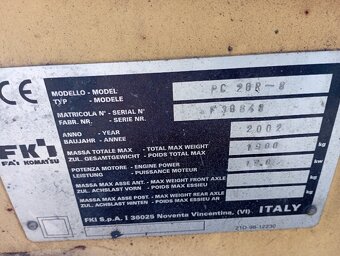 CE
MODELLO - MODEL
TYP - MODELE
PC 20R-8
MATRICOLA N° - SERIAL N°
FABR. NR. - SERIE NR.
F30848
ANNO - YEAR
BAUJAHR - ANNEE
2002
MASSA TOTALE MAX - TOTAL MAX WEIGHT
ZUL. GESAMTGEWICHT - POIDS TOTAL MAX
1900
kg
POTENZA MOTORE - ENGINE POWER
LEISTUNG - PUISSANCE MOTEUR
kw
MASSA MAX ASSE ANT. - MAX WEIGHT FRONT AXLE
ZUL. ACHSLAST VORN - POIDS MAX ESSIEU AV
MASSA MAX ASSE POST. - MAX WEIGHT REAR AXLE
ZUL. ACHSLAST HINTEN - POIDS MAX ESSIEU AR
FKI
FAI KOMATSU
FKI S.p.A. I 36025 Noventa Vicentina, (VI) ITALY